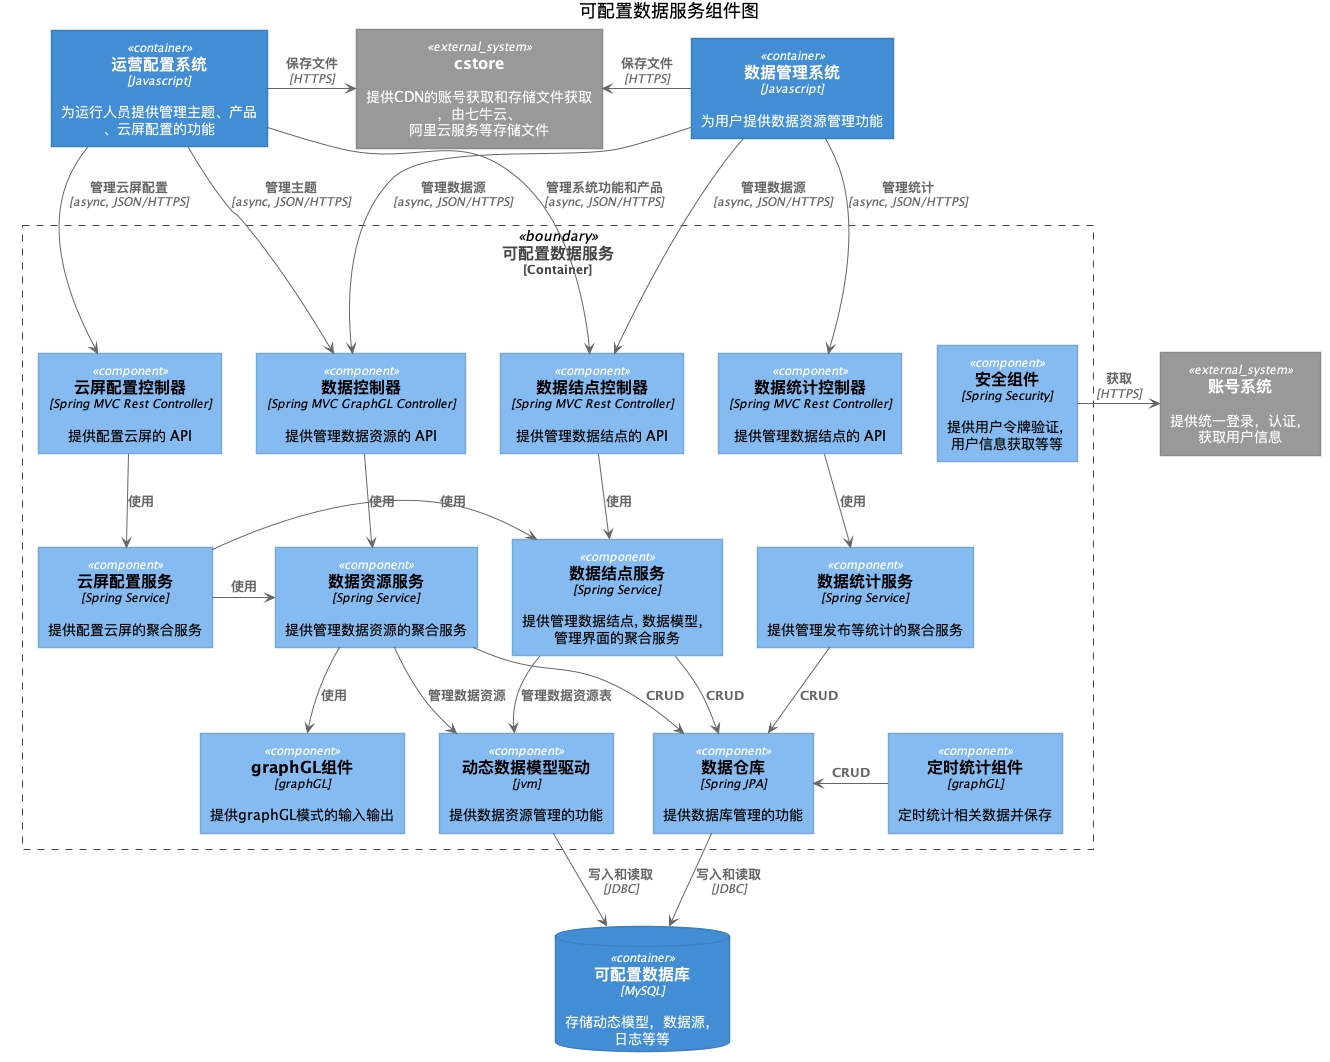 可配置数据服务组件图
«container»
运营配置系统
[Javascript]
为运行人员提供管理主题、产品
、云屏配置的功能
保存文件
[HTTPS]
«external_system»
cstore
提供CDN的账号获取和存储文件获取
，由七牛云、
阿里云服务等存储文件
保存文件
[HTTPS]
«container»
数据管理系统
[Javascript]
为用户提供数据资源管理功能
管理云屏配置
[async, JSON/HTTPS]
管理主题
[async, JSON/HTTPS]
管理数据源
[async, JSON/HTTPS]
管理系统功能和产品
[async, JSON/HTTPS]
管理数据源
[async, JSON/HTTPS]
管理统计
[async, JSON/HTTPS]
«boundary»
可配置数据服务
[Container]
«component»
云屏配置控制器
[Spring MVC Rest Controller]
提供配置云屏的 API
«component»
数据控制器
[Spring MVC GraphGL Controller]
提供管理数据资源的 API
«component»
数据结点控制器
[Spring MVC Rest Controller]
提供管理数据结点的 API
«component»
数据统计控制器
[Spring MVC Rest Controller]
提供管理数据结点的 API
«component»
安全组件
[Spring Security]
提供用户令牌验证，
用户信息获取等等
获取
[HTTPS]
«external_system»
账号系统
提供统一登录，认证，
获取用户信息
使用
使用
使用
使用
使用
«component»
云屏配置服务
[Spring Service]
提供配置云屏的聚合服务
使用
«component»
数据资源服务
[Spring Service]
提供管理数据资源的聚合服务
«component»
数据结点服务
[Spring Service]
提供管理数据结点, 数据模型，
管理界面的聚合服务
«component»
数据统计服务
[Spring Service]
提供管理发布等统计的聚合服务
使用
管理数据资源
管理数据资源表
CRUD
CRUD
CRUD
«component»
graphGL组件
[graphGL]
提供graphGL模式的输入输出
«component»
动态数据模型驱动
[jvm]
提供数据资源管理的功能
«component»
数据仓库
[Spring JPA]
提供数据库管理的功能
CRUD
«component»
定时统计组件
[graphGL]
定时统计相关数据并保存
写入和读取
[JDBC]
写入和读取
[JDBC]
«container»
可配置数据库
[MySQL]
存储动态模型，数据源，
日志等等